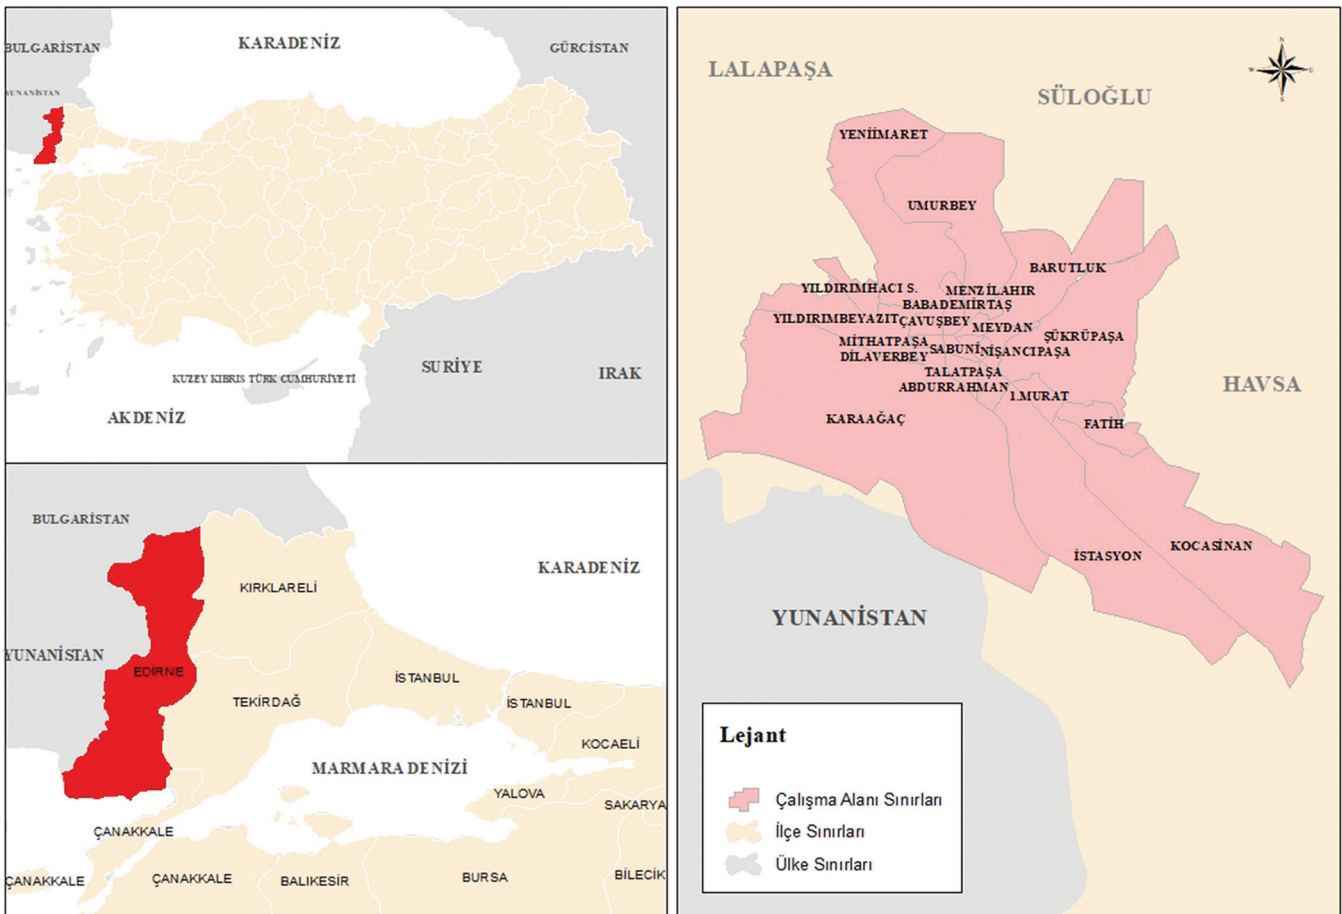 BULGARİSTAN
KARADENİZ
GÜRCİSTAN
YUNANİSTAN
SURİYE
IRAK
KUZEY KIBRIS TÜRK CUMHURİYETİ
AKDENİZ
BULGARİSTAN
KARADENİZ
KIRKLARELİ
YUNANİSTAN
EDİRNE
İSTANBUL
TEKİRDAĞ
İSTANBUL
KOCAELİ
MARMARA DENİZİ
YALOVA
SAKARYA
ÇANAKKALE
ÇANAKKALE
ÇANAKKALE
BALIKESİR
BURSA
BİLECİK
LALAPAŞA
SÜLOĞLU
N
W
E
S
YENİİMARET
UMURBEY
BARUTLUK
YILDIRIMHACI S.
MENZİLAHIR
BABADEMİRTAŞ
YILDIRIMBEYAZIT
ÇAVUŞBEY
MEYDAN
ŞÜKRÜPAŞA
MİTHATPAŞA
DİLAVERBEY
SABUNİ
NİŞANCIPAŞA
TALATPAŞA
ABDURRAHMAN
1.MURAT
HAVSA
KARAAĞAÇ
FATİH
İSTASYON
KOCASİNAN
YUNANİSTAN
Lejant
Çalışma Alanı Sınırları
İlçe Sınırları
Ülke Sınırları